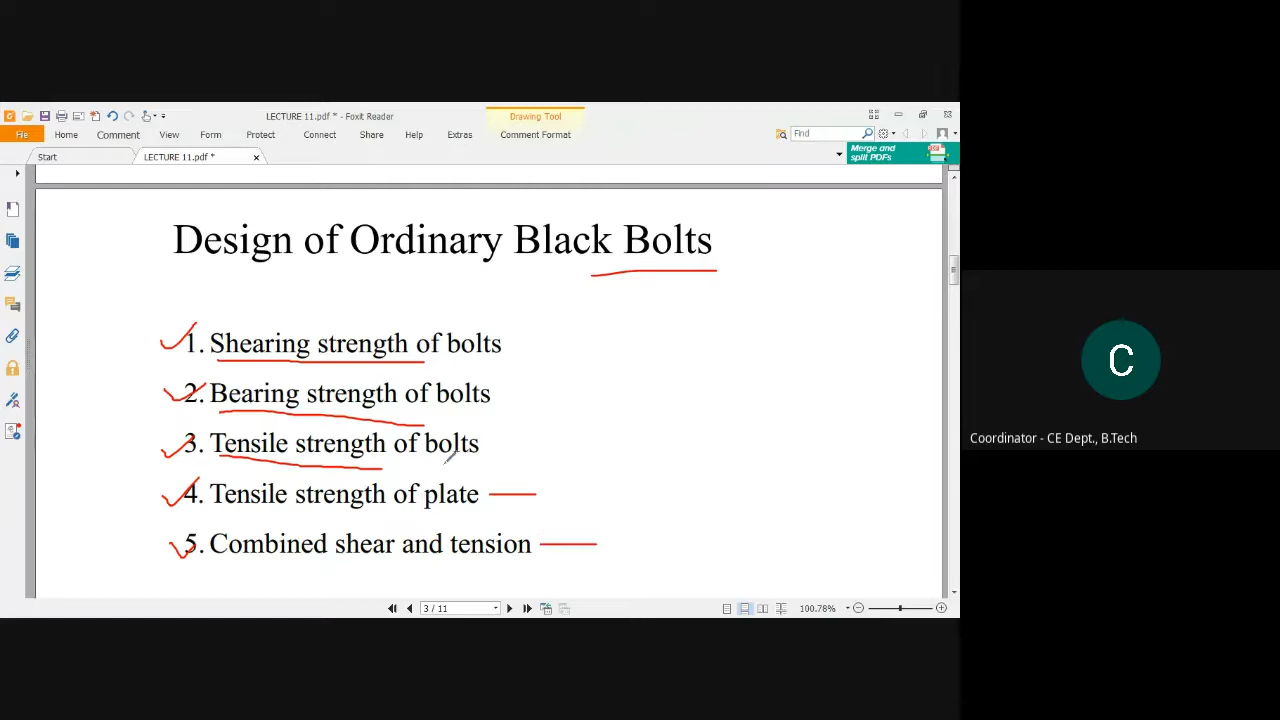 LECTURE 11.pdf * - Foxit Reader
Drawing Tool
File Home Comment View Form Protect Connect Share Help Extras Comment Format
Find
Start
LECTURE 11.pdf *
Merge and
split PDFs
Design of Ordinary Black Bolts
1. Shearing strength of bolts
2. Bearing strength of bolts
3. Tensile strength of bolts
4. Tensile strength of plate
5. Combined shear and tension
3 / 11
100.78%
C
Coordinator - CE Dept., B.Tech